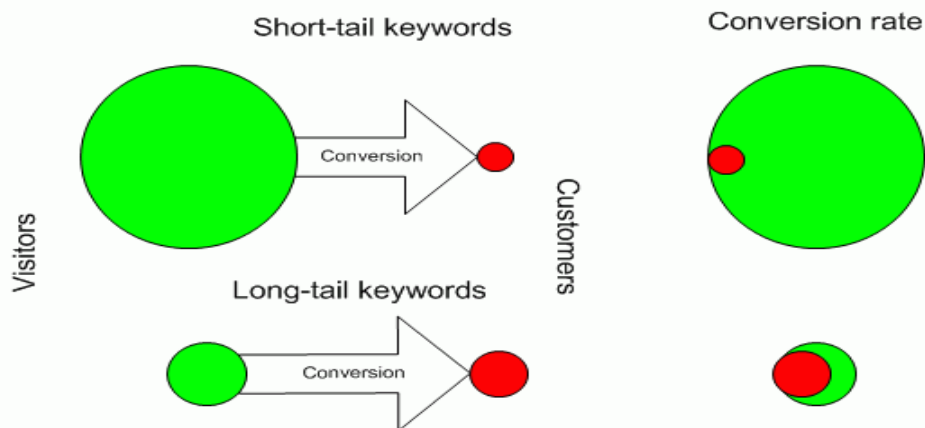 Short-tail keywords
Conversion rate
Conversion
Visitors
Customers
Long-tail keywords
Conversion